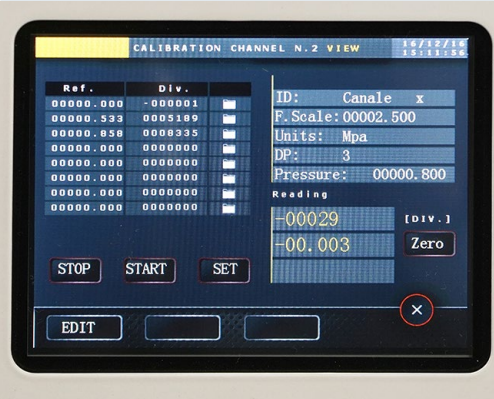 CALIBRATION CHANNEL N.2 VIEW
16/12/16
15:11:56
Ref. Div.
00000.000 -000001
00000.533 0005189
00000.858 0008335
00000.000 0000000
00000.000 0000000
00000.000 0000000
00000.000 0000000
00000.000 0000000
ID: Canale x
F.Scale: 00002.500
Units: Mpa
DP: 3
Pressure: 00000.800
Reading
-00029 [DIV.]
-00.003 Zero
STOP START SET
×
EDIT